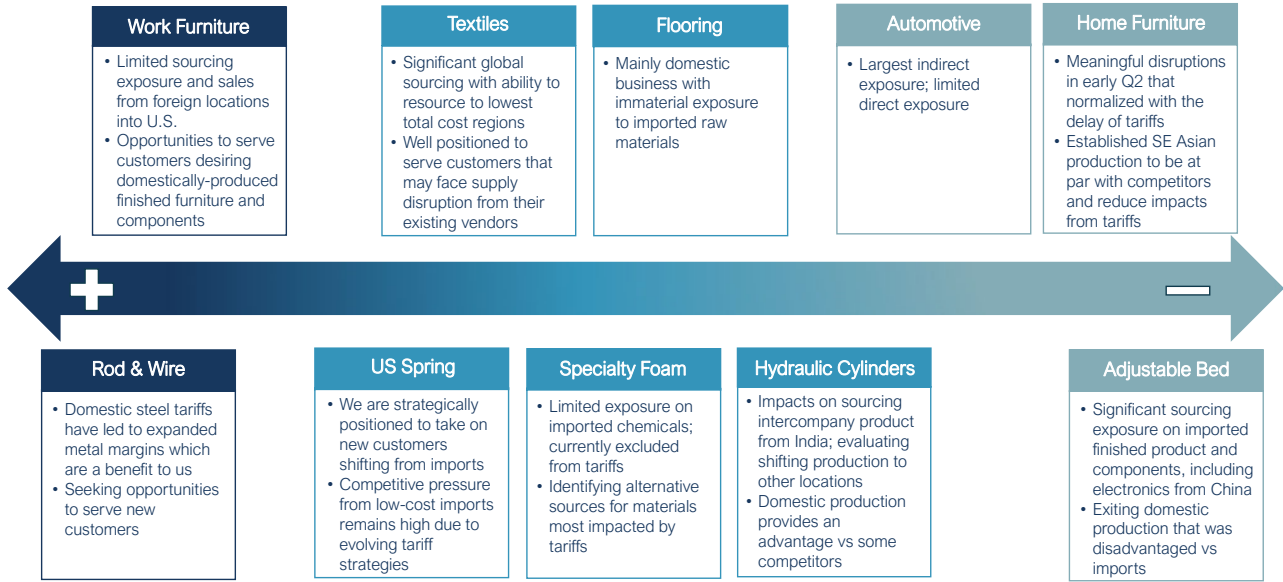 Work Furniture
• Limited sourcing
exposure and sales
from foreign locations
into U.S.
• Opportunities to serve
customers desiring
domestically-produced
finished furniture and
components
Textiles
• Significant global
sourcing with ability to
resource to lowest
total cost regions
• Well positioned to
serve customers that
may face supply
disruption from their
existing vendors
Flooring
• Mainly domestic
business with
immaterial exposure
to imported raw
materials
Automotive
• Largest indirect
exposure; limited
direct exposure
Home Furniture
• Meaningful disruptions
in early Q2 that
normalized with the
delay of tariffs
• Established SE Asian
production to be at
par with competitors
and reduce impacts
from tariffs
Rod & Wire
• Domestic steel tariffs
have led to expanded
metal margins which
are a benefit to us
• Seeking opportunities
to serve new
customers
US Spring
• We are strategically
positioned to take on
new customers
shifting from imports
• Competitive pressure
from low-cost imports
remains high due to
evolving tariff
strategies
Specialty Foam
• Limited exposure on
imported chemicals;
currently excluded
from tariffs
• Identifying alternative
sources for materials
most impacted by
tariffs
Hydraulic Cylinders
• Impacts on sourcing
intercompany product
from India; evaluating
shifting production to
other locations
• Domestic production
provides an
advantage vs some
competitors
Adjustable Bed
• Significant sourcing
exposure on imported
finished product and
components, including
electronics from China
• Exiting domestic
production that was
disadvantaged vs
imports